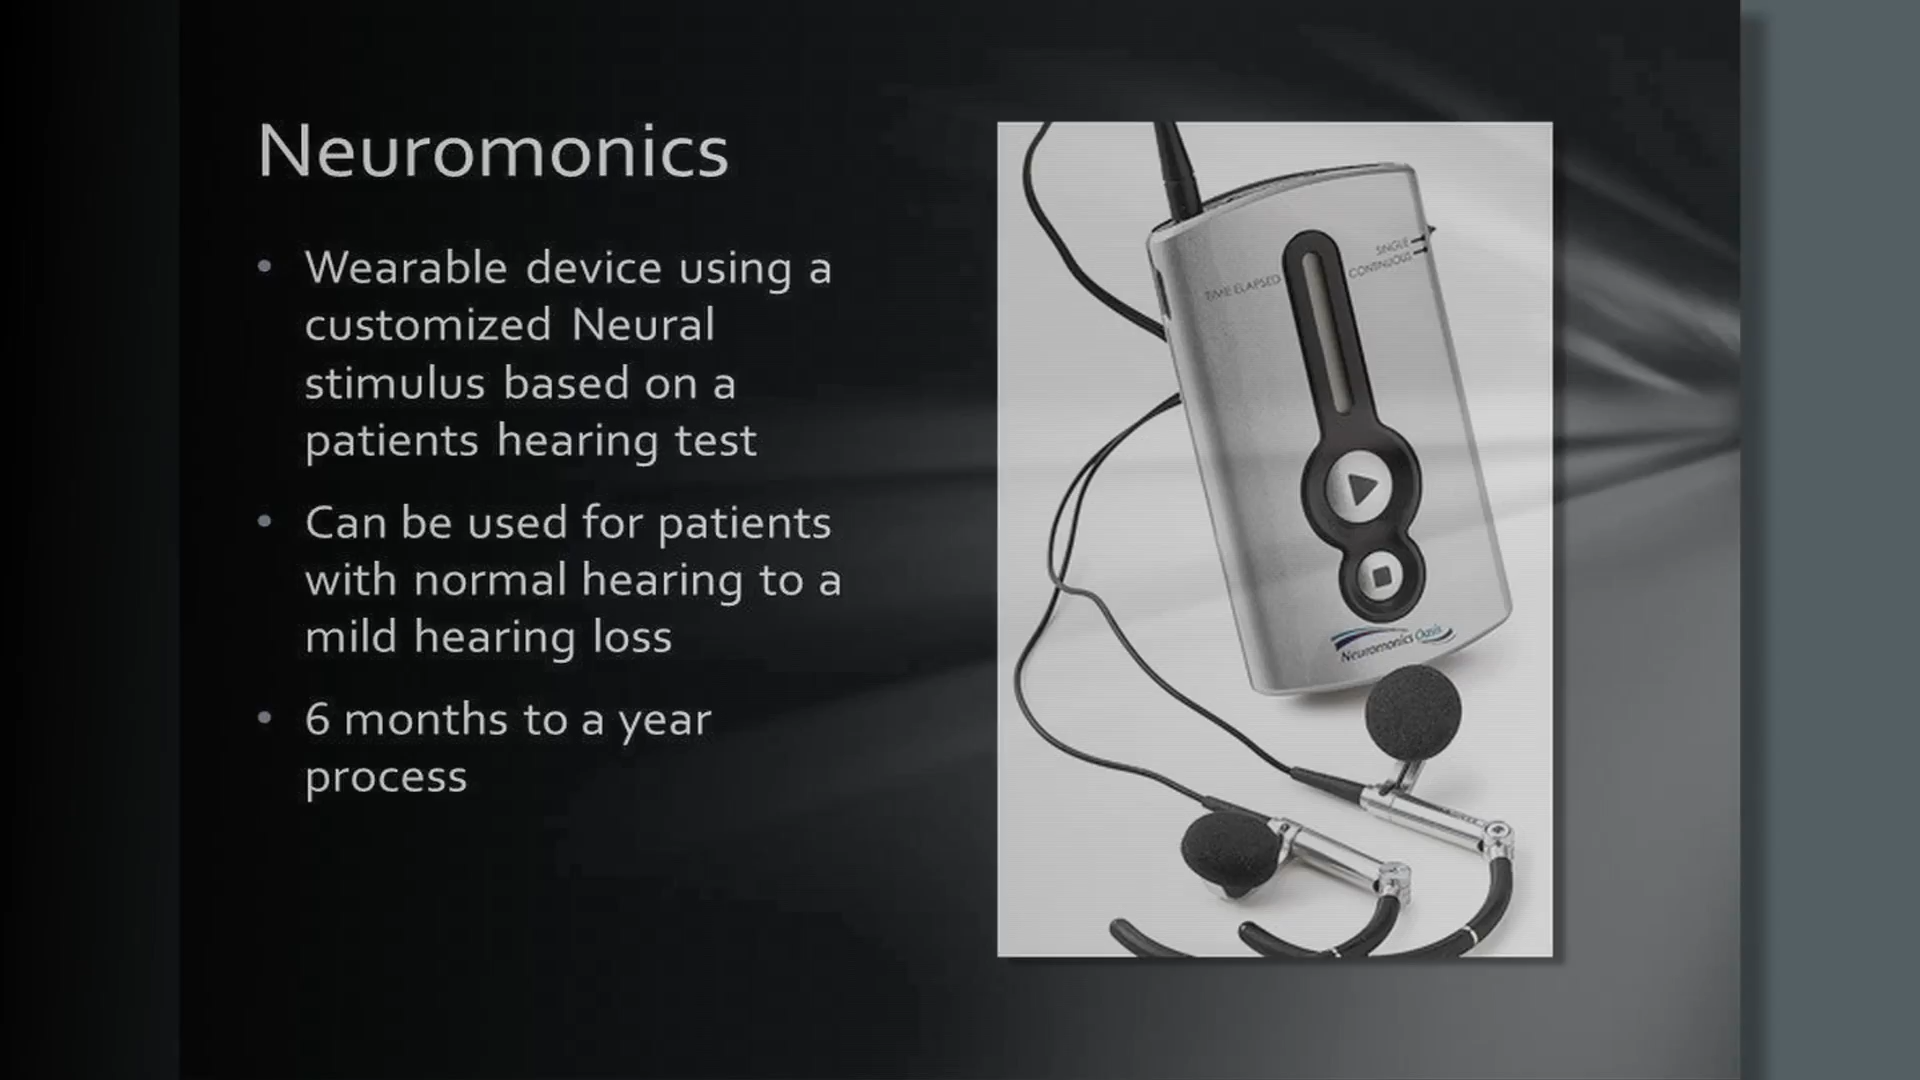 Neuromonics
• Wearable device using a
customized Neural
stimulus based on a
patients hearing test
• Can be used for patients
with normal hearing to a
mild hearing loss
• 6 months to a year
process
TIME ELAPSED
SINGLE
CONTINUOUS
Neuromonics Oasis